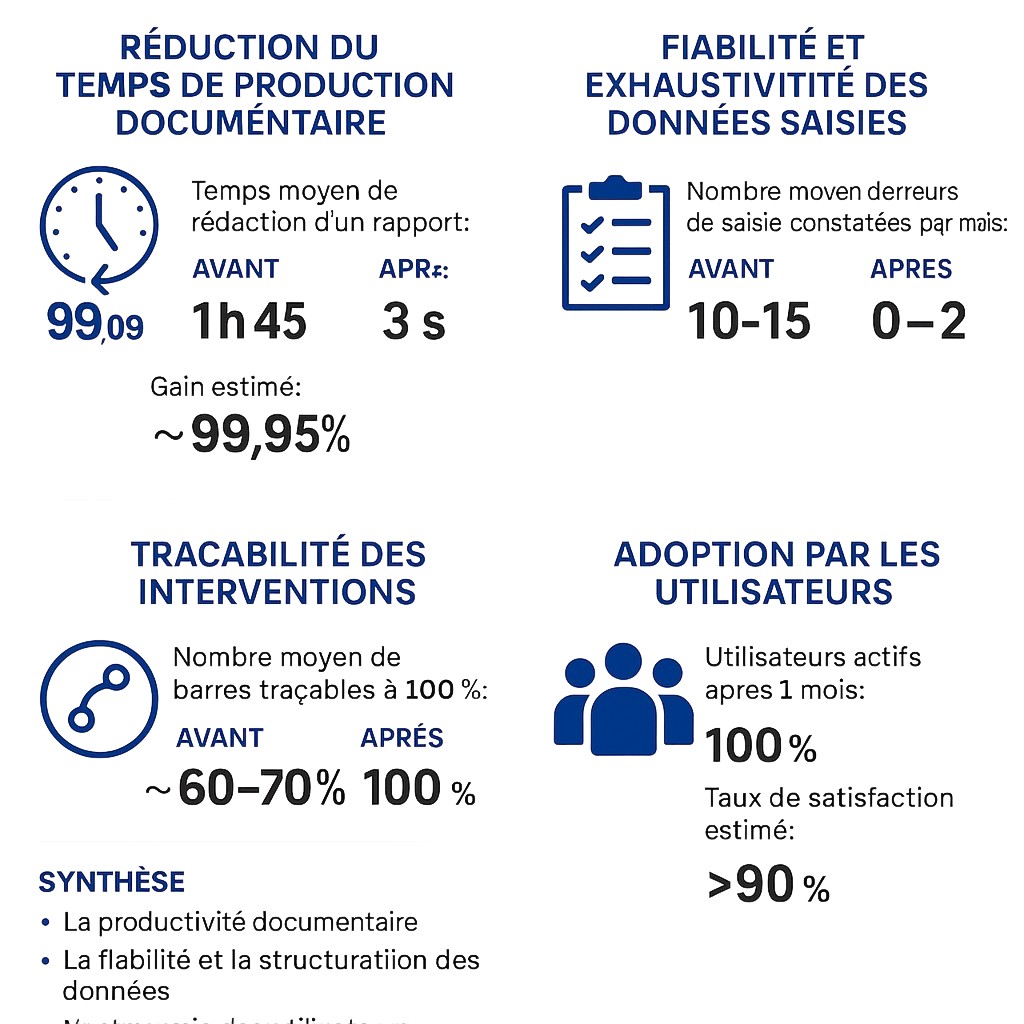 RÉDUCTION DU
TEMPS DE PRODUCTION
DOCUMÉNTAIRE
Temps moyen de
rédaction d'un rapport:
AVANT
1h 45
3 s
99,09
Gain estimé:
~99,95%
FIABILITÉ ET
EXHAUSTIVITITÉ DES
DONNÉES SAISIES
Nombre moven derreurs
de saisie constatées par mais:
AVANT APRES
10-15 0–2
TRACABILITÉ DES
INTERVENTIONS
Nombre moyen de
barres traçables à 100 %:
AVANT APRÉS
~60–70% 100 %
ADOPTION PAR LES
UTILISATEURS
Utilisateurs actifs
apres 1 mois:
100 %
Taux de satisfaction
estimé:
>90 %
SYNTHÈSE
• La productivité documentaire
• La flabilité et la structuratiion des
données